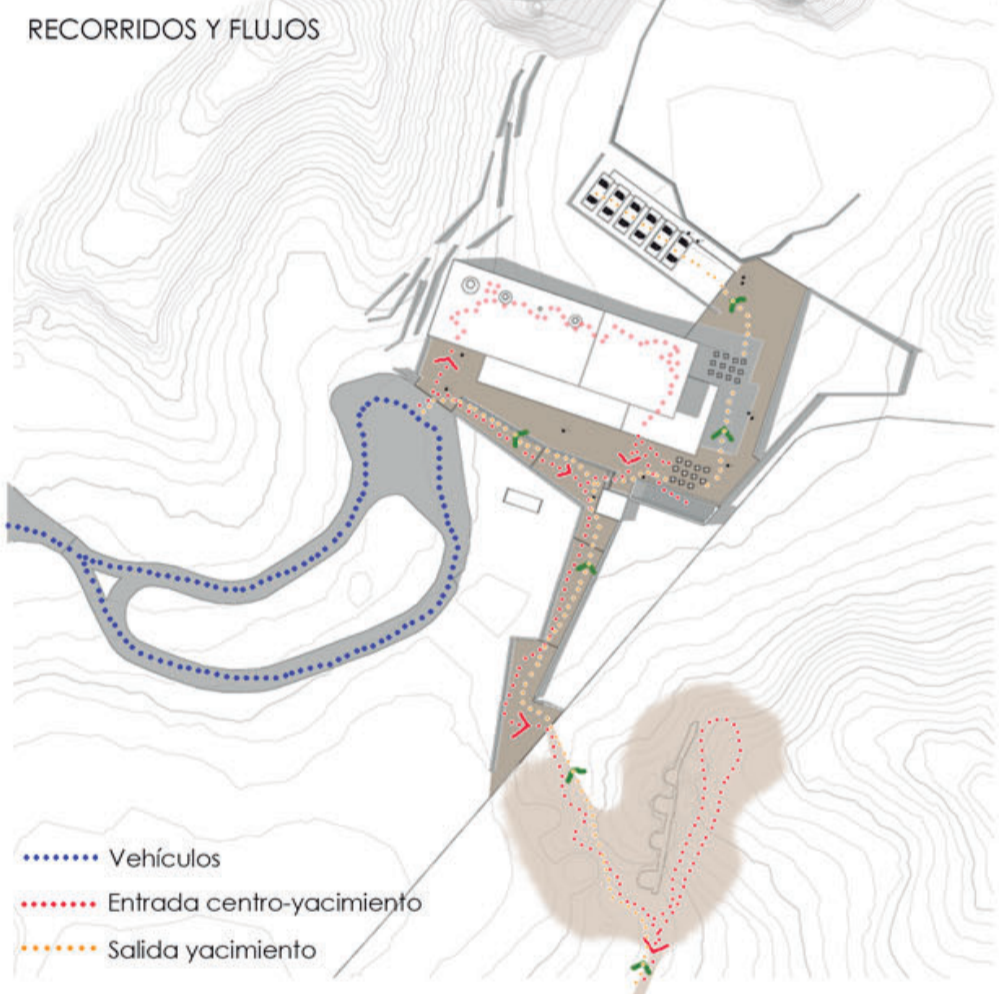 RECORRIDOS Y FLUJOS
Vehículos
Entrada centro-yacimiento
Salida yacimiento